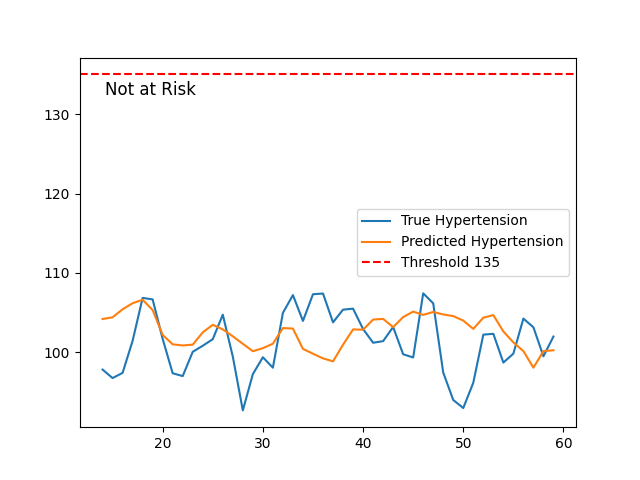 Not at Risk
130
120
110
100
True Hypertension
Predicted Hypertension
Threshold 135
20 30 40 50 60